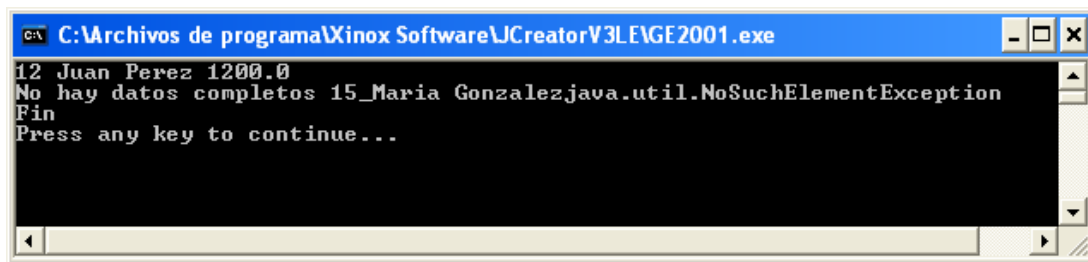 C:\Archivos de programa\Xinox Software\JCreatorV3LE\GE2001.exe
12 Juan Perez 1200.0
No hay datos completos 15_Maria Gonzalezjava.util.NoSuchElementException
Fin
Press any key to continue...